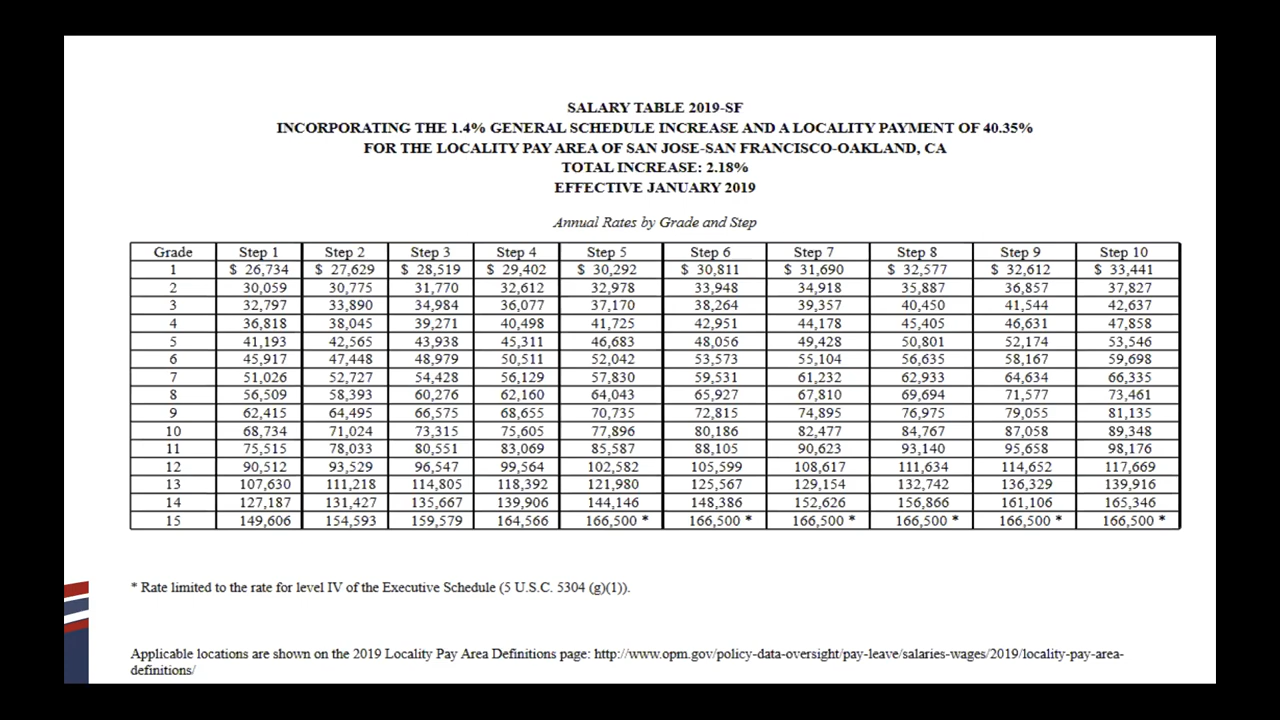 SALARY TABLE 2019-SF
INCORPORATING THE 1.4% GENERAL SCHEDULE INCREASE AND A LOCALITY PAYMENT OF 40.35%
FOR THE LOCALITY PAY AREA OF SAN JOSE-SAN FRANCISCO-OAKLAND, CA
TOTAL INCREASE: 2.18%
EFFECTIVE JANUARY 2019
Annual Rates by Grade and Step
Grade Step 1 Step 2 Step 3 Step 4 Step 5 Step 6 Step 7 Step 8 Step 9 Step 10
1 $ 26,734 $ 27,629 $ 28,519 $ 29,402 $ 30,292 $ 30,811 $ 31,690 $ 32,577 $ 32,612 $ 33,441
2 30,059 30,775 31,770 32,612 32,978 33,948 34,918 35,887 36,857 37,827
3 32,797 33,890 34,984 36,077 37,170 38,264 39,357 40,450 41,544 42,637
4 36,818 38,045 39,271 40,498 41,725 42,951 44,178 45,405 46,631 47,858
5 41,193 42,565 43,938 45,311 46,683 48,056 49,428 50,801 52,174 53,546
6 45,917 47,448 48,979 50,511 52,042 53,573 55,104 56,635 58,167 59,698
7 51,026 52,727 54,428 56,129 57,830 59,531 61,232 62,933 64,634 66,335
8 56,509 58,393 60,276 62,160 64,043 65,927 67,810 69,694 71,577 73,461
9 62,415 64,495 66,575 68,655 70,735 72,815 74,895 76,975 79,055 81,135
10 68,734 71,024 73,315 75,605 77,896 80,186 82,477 84,767 87,058 89,348
11 75,515 78,033 80,551 83,069 85,587 88,105 90,623 93,140 95,658 98,176
12 90,512 93,529 96,547 99,564 102,582 105,599 108,617 111,634 114,652 117,669
13 107,630 111,218 114,805 118,392 121,980 125,567 129,154 132,742 136,329 139,916
14 127,187 131,427 135,667 139,906 144,146 148,386 152,626 156,866 161,106 165,346
15 149,606 154,593 159,579 164,566 166,500 * 166,500 * 166,500 * 166,500 * 166,500 * 166,500 *
* Rate limited to the rate for level IV of the Executive Schedule (5 U.S.C. 5304 (g)(1)).
Applicable locations are shown on the 2019 Locality Pay Area Definitions page: http://www.opm.gov/policy-data-oversight/pay-leave/salaries-wages/2019/locality-pay-area-
definitions/